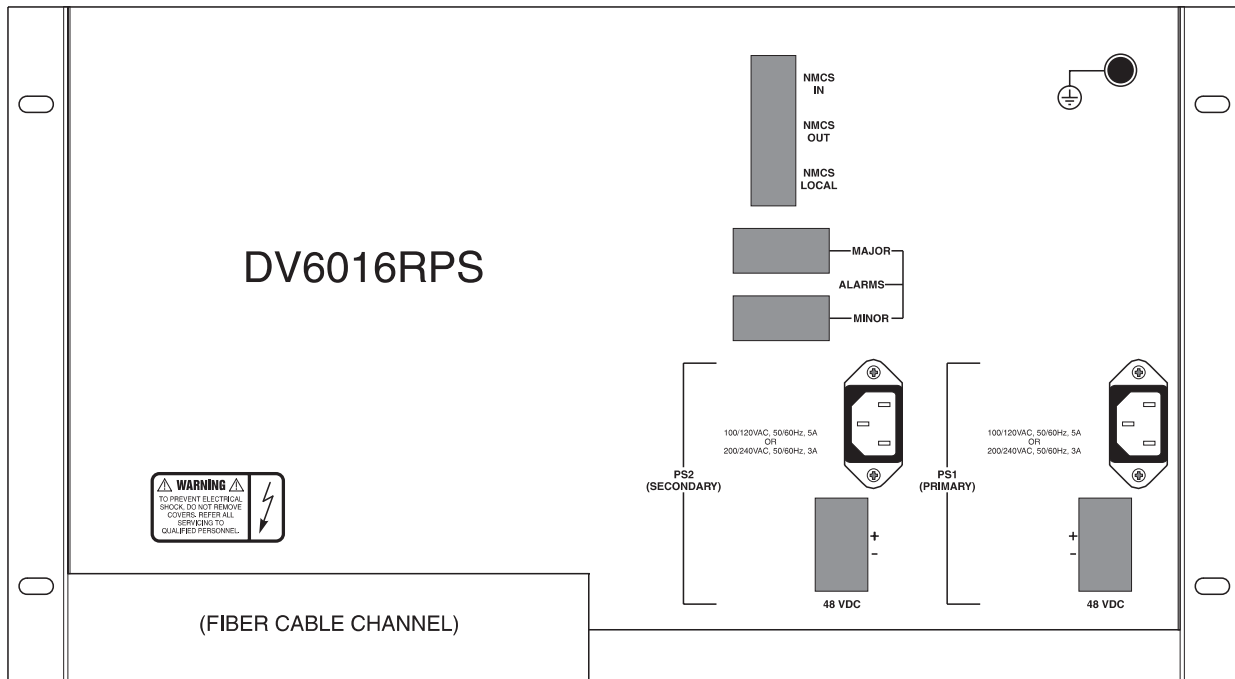 NMCS
IN
NMCS
OUT
NMCS
LOCAL
DV6016RPS
MAJOR
ALARMS
MINOR
100/120VAC, 50/60Hz, 5A
OR
200/240VAC, 50/60Hz, 3A
PS2
(SECONDARY)
+
-
48 VDC
100/120VAC, 50/60Hz, 5A
OR
200/240VAC, 50/60Hz, 3A
PS1
(PRIMARY)
+
-
48 VDC
WARNING
TO PREVENT ELECTRICAL
SHOCK, DO NOT REMOVE
COVERS. REFER ALL
SERVICING TO
QUALIFIED PERSONNEL.
(FIBER CABLE CHANNEL)